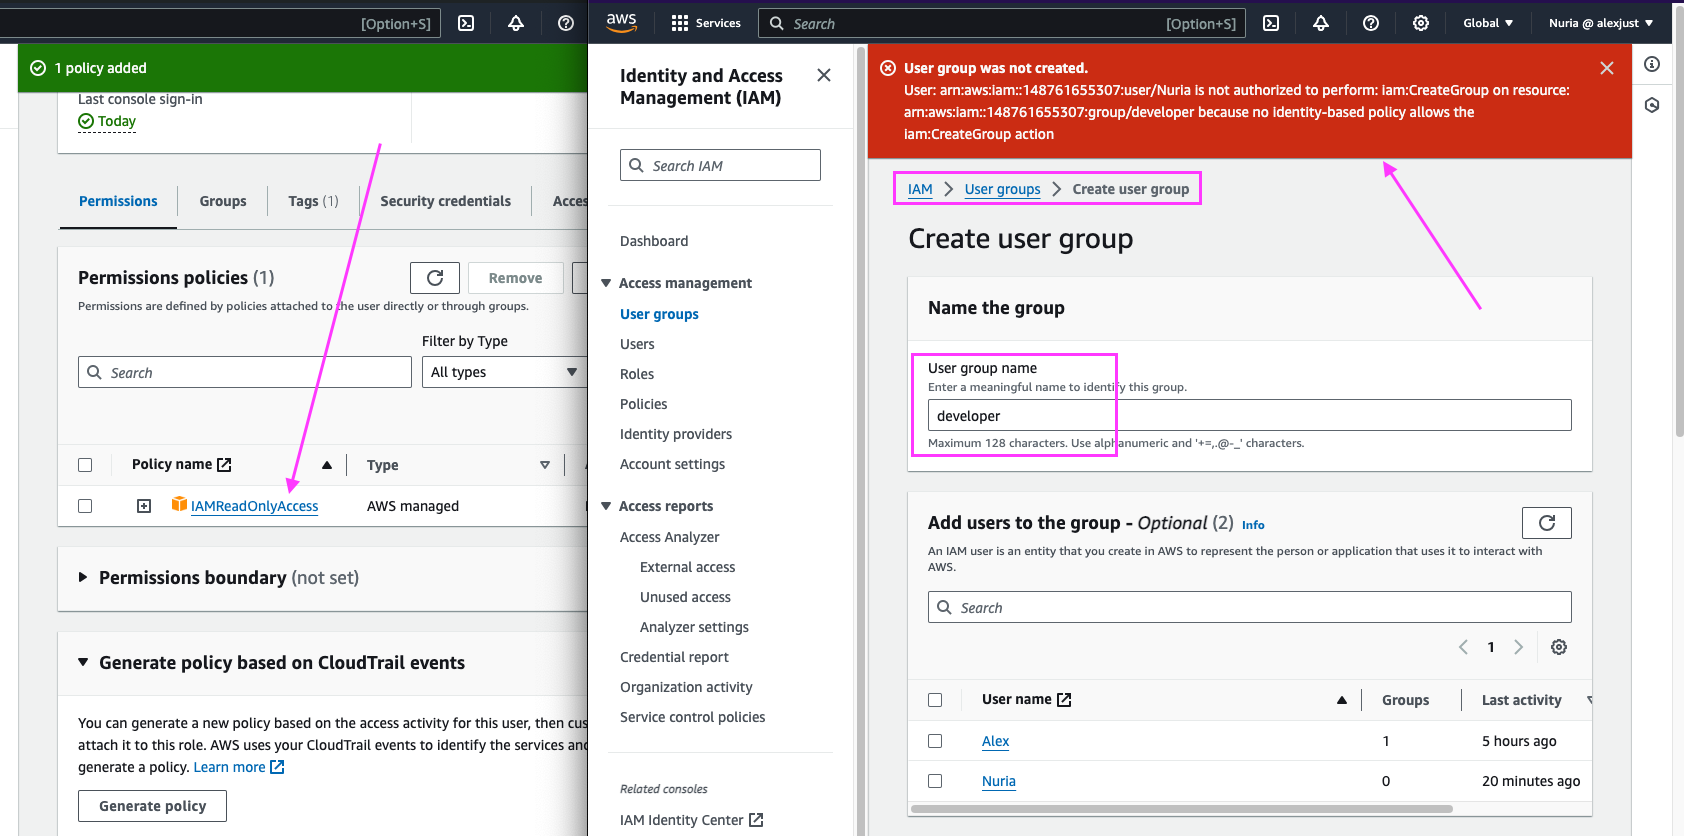 [Option+S]
1 policy added
Last console sign-in
Today
Permissions
Groups
Tags (1)
Security credentials
Acces
Permissions policies (1)
Remove
Permissions are defined by policies attached to the user directly or through groups.
Filter by Type
Search
All types
Policy name
Type
IAMReadOnlyAccess
AWS managed
Permissions boundary (not set)
Generate policy based on CloudTrail events
You can generate a new policy based on the access activity for this user, then cus
attach it to this role. AWS uses your CloudTrail events to identify the services and
generate a policy. Learn more
Generate policy
aws
Services
Search
[Option+S]
Global
Nuria @ alexjust
Identity and Access
Management (IAM)
Search IAM
Dashboard
Access management
User groups
Users
Roles
Policies
Identity providers
Account settings
Access reports
Access Analyzer
External access
Unused access
Analyzer settings
Credential report
Organization activity
Service control policies
Related consoles
IAM Identity Center
User group was not created.
User: arn:aws:iam::148761655307:user/Nuria is not authorized to perform: iam:CreateGroup on resource:
arn:aws:iam::148761655307:group/developer because no identity-based policy allows the
iam:CreateGroup action
IAM > User groups > Create user group
Create user group
Name the group
User group name
Enter a meaningful name to identify this group.
developer
Maximum 128 characters. Use alphanumeric and '+=,.@-_' characters.
Add users to the group - Optional (2) Info
An IAM user is an entity that you create in AWS to represent the person or application that uses it to interact with
AWS.
Search
1
User name
Groups
Last activity
Alex
1
5 hours ago
Nuria
0
20 minutes ago